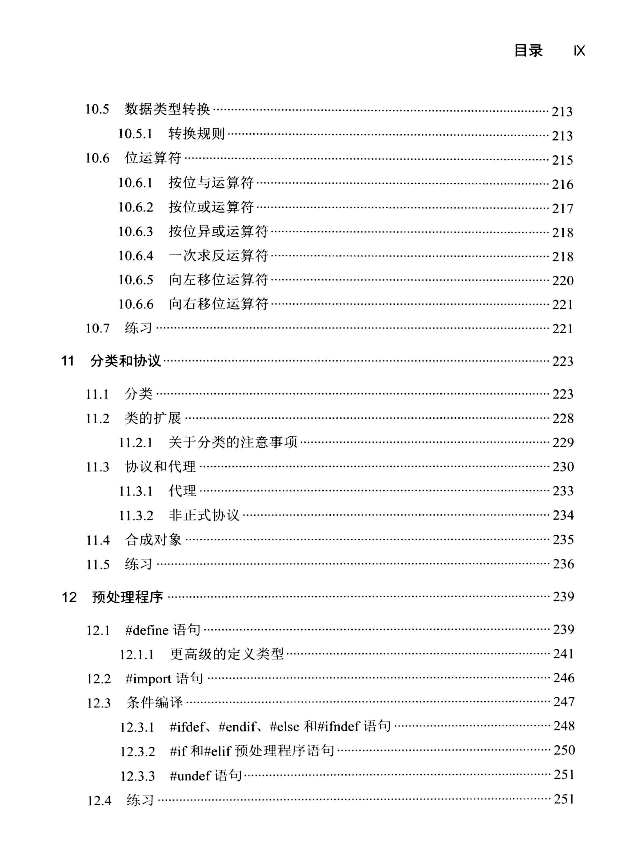 目录 IX
10.5 数据类型转换 213
10.5.1 转换规则 213
10.6 位运算符 215
10.6.1 按位与运算符 216
10.6.2 按位或运算符 217
10.6.3 按位异或运算符 218
10.6.4 一次求反运算符 218
10.6.5 向左移位运算符 220
10.6.6 向右移位运算符 221
10.7 练习 221
11 分类和协议 223
11.1 分类 223
11.2 类的扩展 228
11.2.1 关于分类的注意事项 229
11.3 协议和代理 230
11.3.1 代理 233
11.3.2 非正式协议 234
11.4 合成对象 235
11.5 练习 236
12 预处理程序 239
12.1 #define 语句 239
12.1.1 更高级的定义类型 241
12.2 #import 语句 246
12.3 条件编译 247
12.3.1 #ifdef、#endif、#else 和#ifndef 语句 248
12.3.2 #if 和#elif 预处理程序语句 250
12.3.3 #undef 语句 251
12.4 练习 251